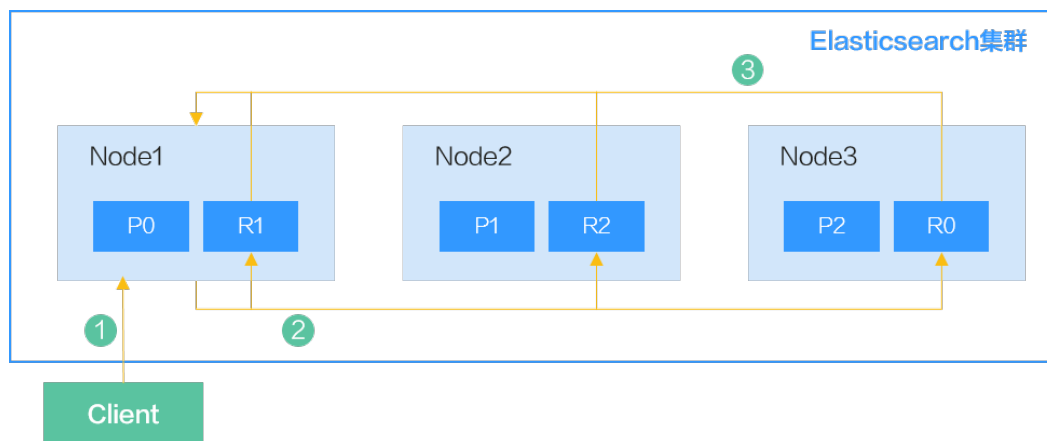 Elasticsearch集群
3
Node1
Node2
Node3
P0
R1
P1
R2
P2
R0
1
2
Client